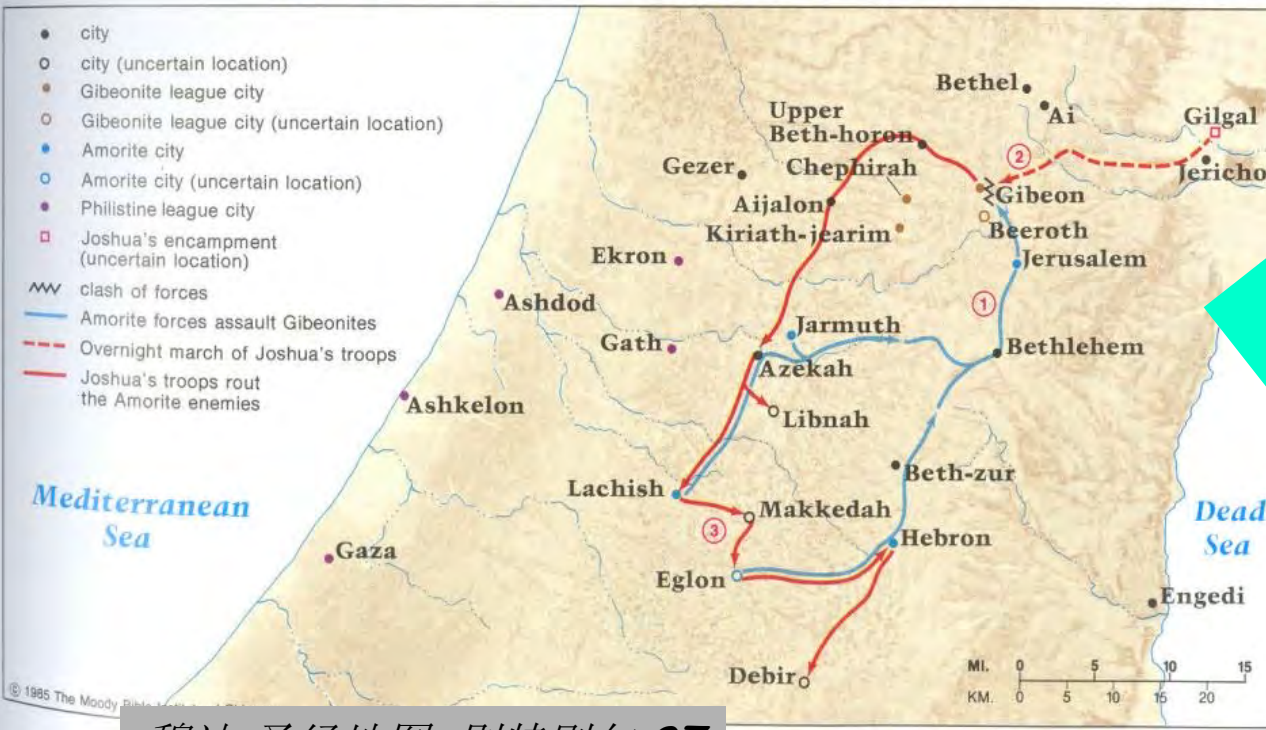 city
city (uncertain location)
Gibeonite league city
Gibeonite league city (uncertain location)
Amorite city
Amorite city (uncertain location)
Philistine league city
Joshua's encampment
(uncertain location)
clash of forces
Amorite forces assault Gibeonites
Overnight march of Joshua's troops
Joshua's troops rout
the Amorite enemies
Bethel
Ai
Gilgal
Upper
Beth-horon
2
Jericho
Gezer
Chephirah
Gibeon
Aijalon
Beeroth
Kiriath-jearim
Ekron
Jerusalem
Ashdod
1
Jarmuth
Gath
Bethlehem
Azekah
Ashkelon
Libnah
Beth-zur
Lachish
Mediterranean
Sea
Makkedah
Dead
Sea
3
Hebron
Gaza
Eglon
Engedi
Debir
MI. 0 5 10 15
KM. 0 5 10 15 20
© 1985 The Moody